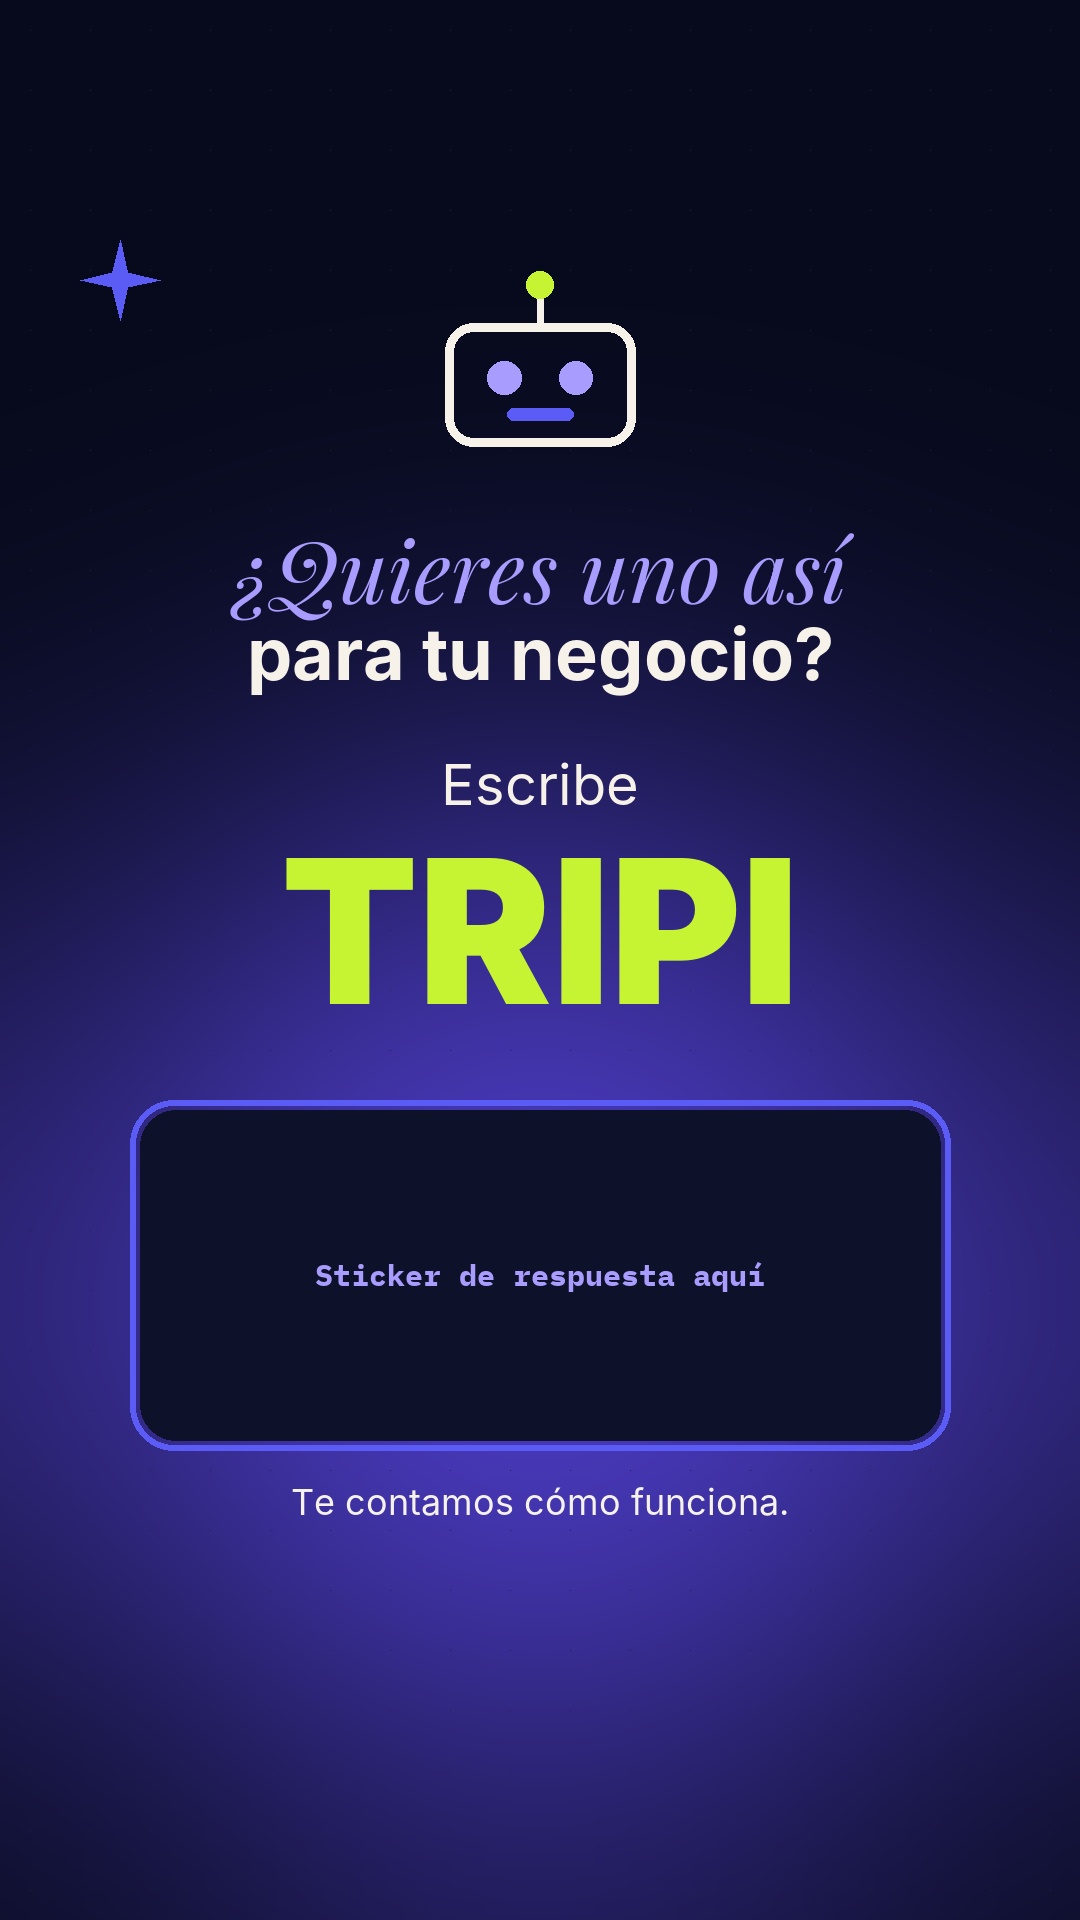 ¿Quieres uno así
para tu negocio?
Escribe
TRIPI
Sticker de respuesta aquí
Te contamos cómo funciona.